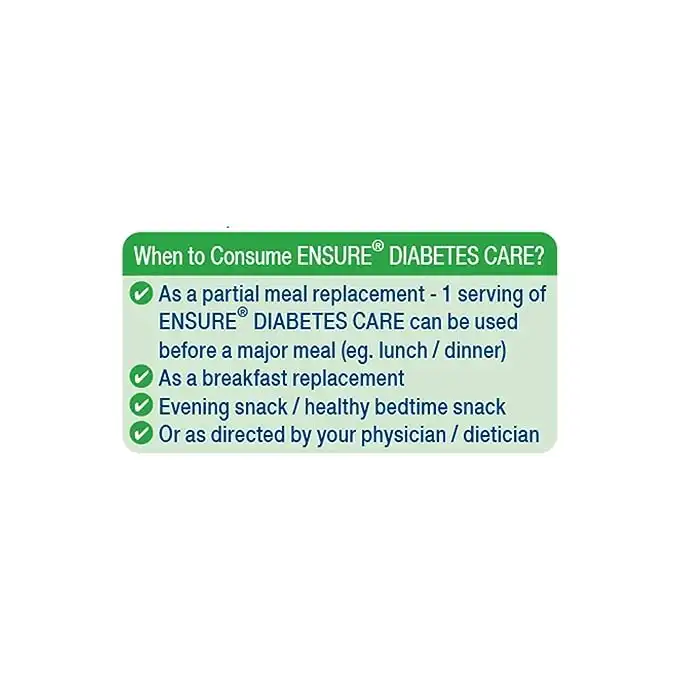 When to Consume ENSURE® DIABETES CARE?
As a partial meal replacement - 1 serving of
ENSURE® DIABETES CARE can be used
before a major meal (eg. lunch / dinner)
As a breakfast replacement
Evening snack / healthy bedtime snack
Or as directed by your physician / dietician